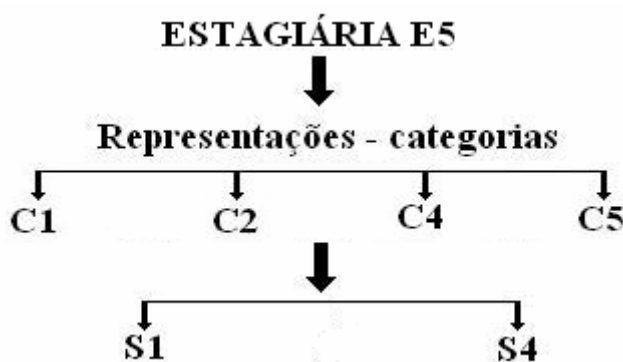 ESTAGIÁRIA E5
Representações - categorias
C1 C2 C4 C5
S1 S4